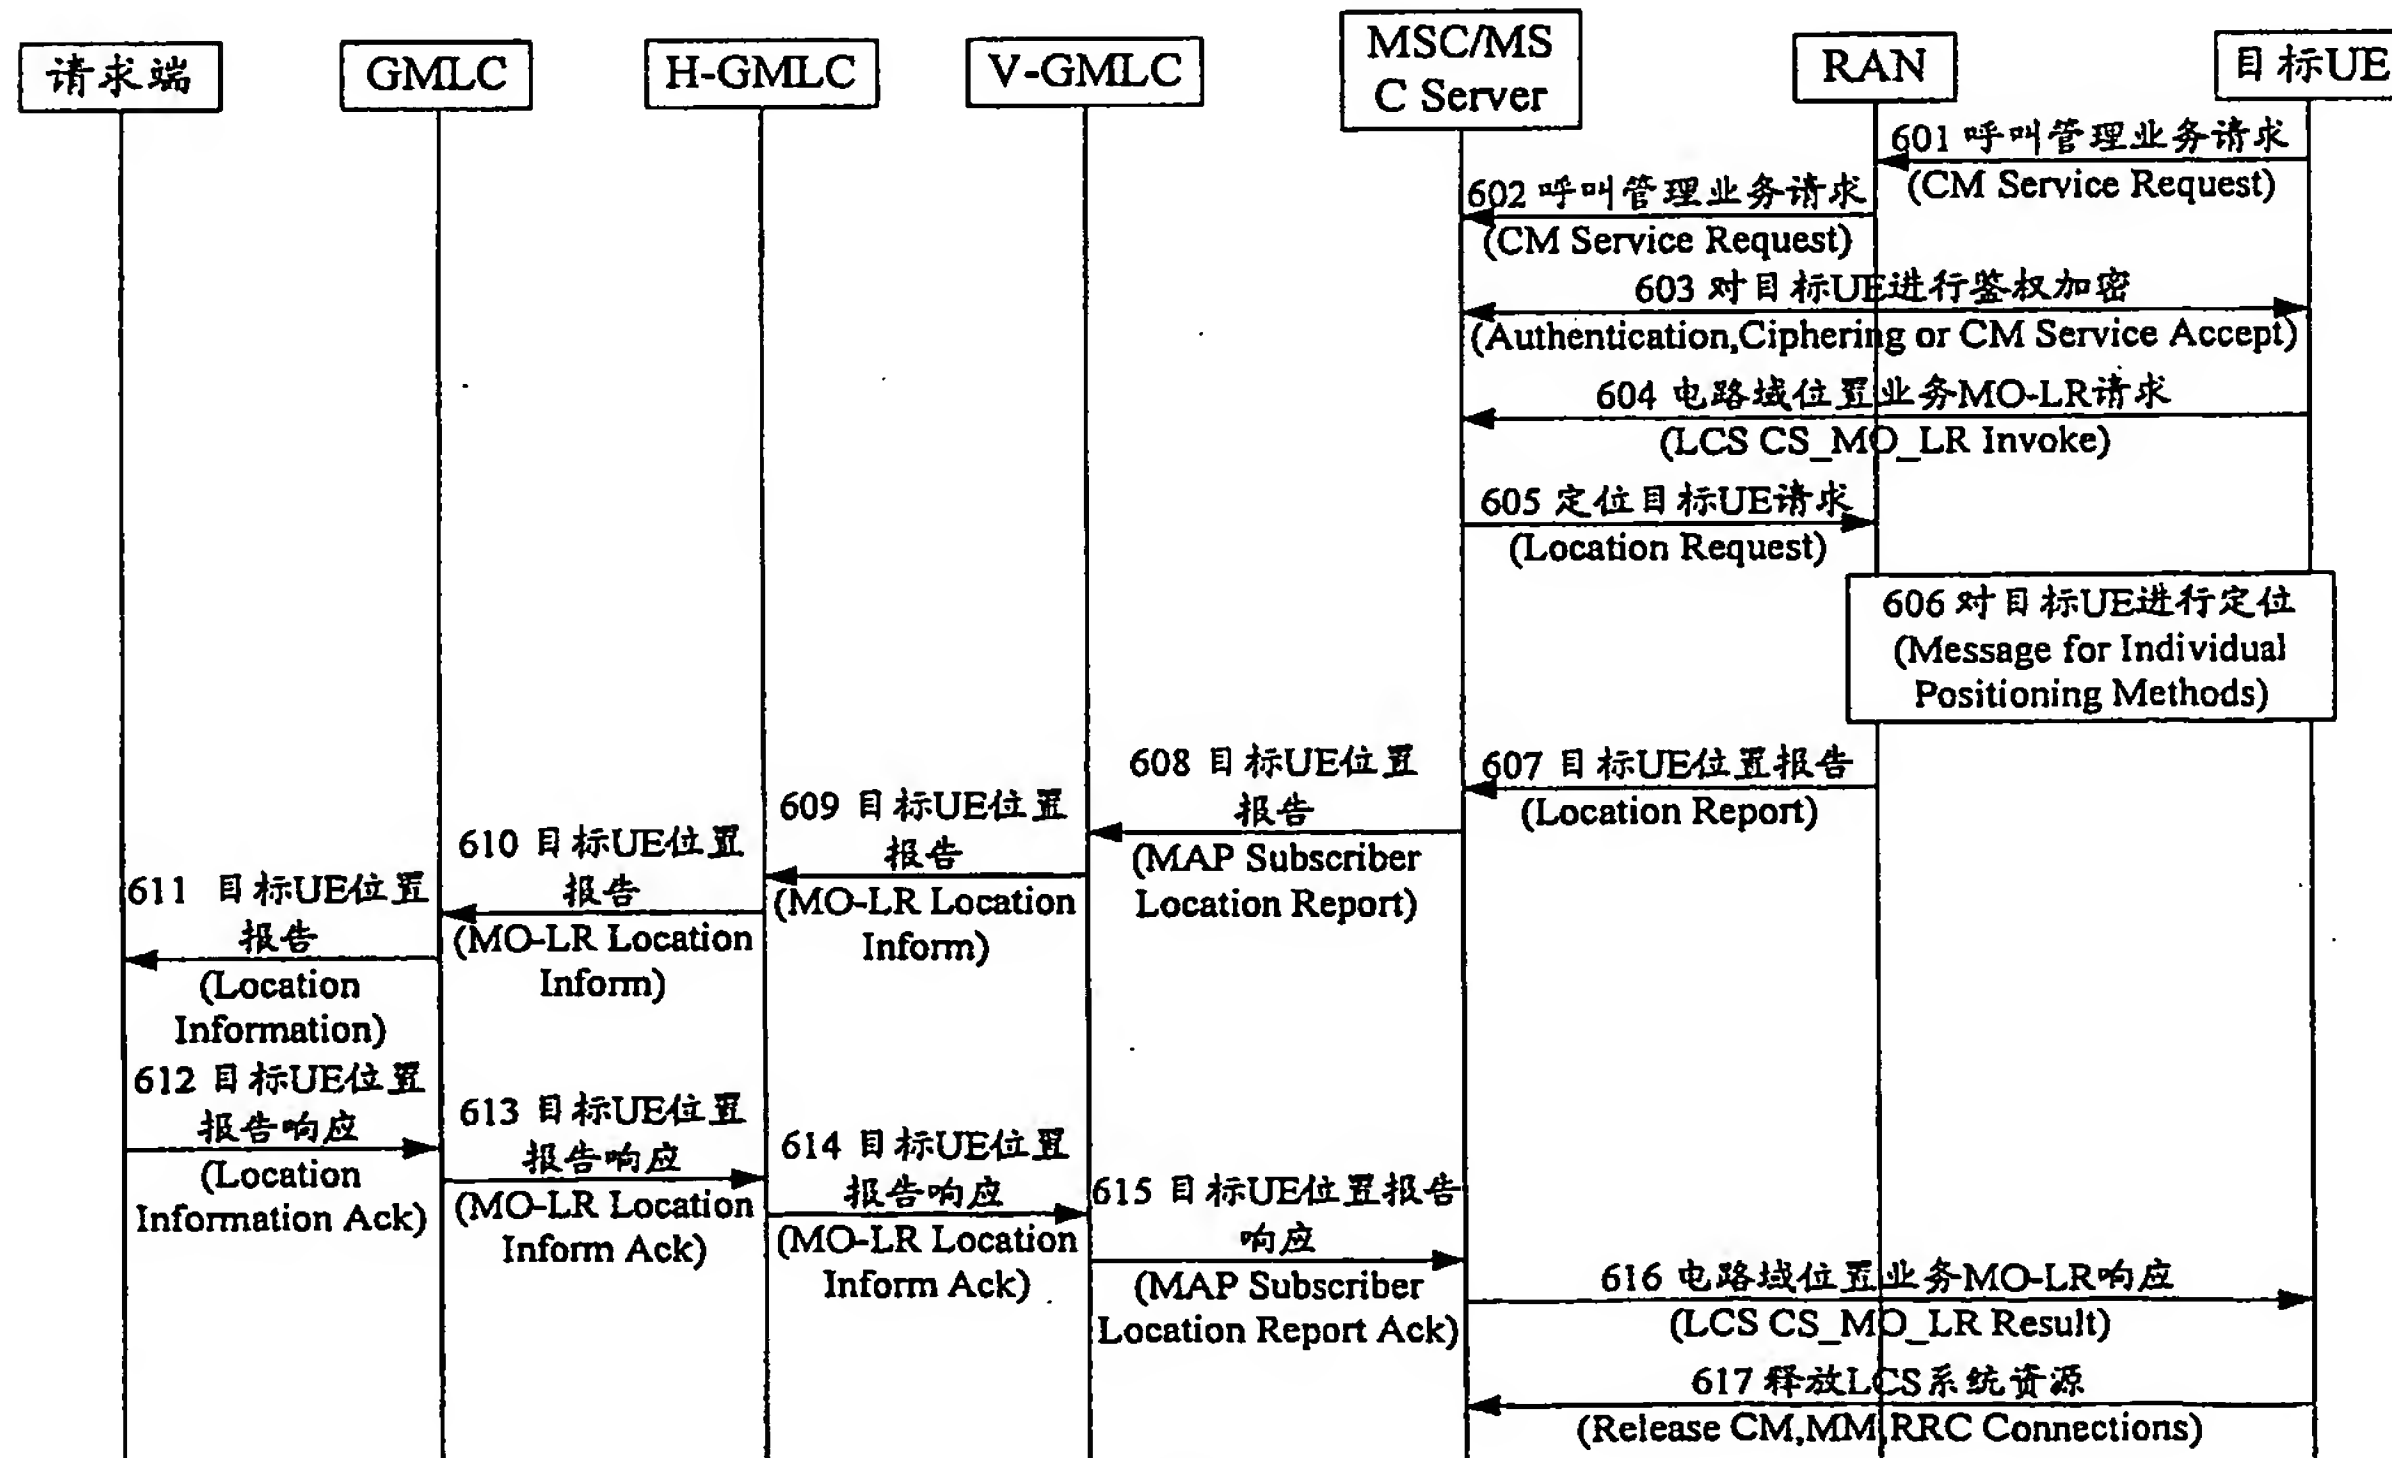 请求端
GMLC
H-GMLC
V-GMLC
MSC/MS
C Server
RAN
目标UE
601 呼叫管理业务请求
(CM Service Request)
602 呼叫管理业务请求
(CM Service Request)
603 对目标UE进行鉴权加密
(Authentication,Ciphering or CM Service Accept)
604 电路域位置业务MO-LR请求
(LCS CS_MO_LR Invoke)
605 定位目标UE请求
(Location Request)
606 对目标UE进行定位
(Message for Individual
Positioning Methods)
607 目标UE位置报告
(Location Report)
608 目标UE位置
报告
(MAP Subscriber
Location Report)
609 目标UE位置
报告
(MO-LR Location
Inform)
610 目标UE位置
报告
(MO-LR Location
Inform)
611 目标UE位置
报告
(Location
Information)
612 目标UE位置
报告响应
(Location
Information Ack)
613 目标UE位置
报告响应
(MO-LR Location
Inform Ack)
614 目标UE位置
报告响应
(MO-LR Location
Inform Ack)
615 目标UE位置报告
响应
(MAP Subscriber
Location Report Ack)
616 电路域位置业务MO-LR响应
(LCS CS_MO_LR Result)
617 释放LCS系统资源
(Release CM,MM,RRC Connections)